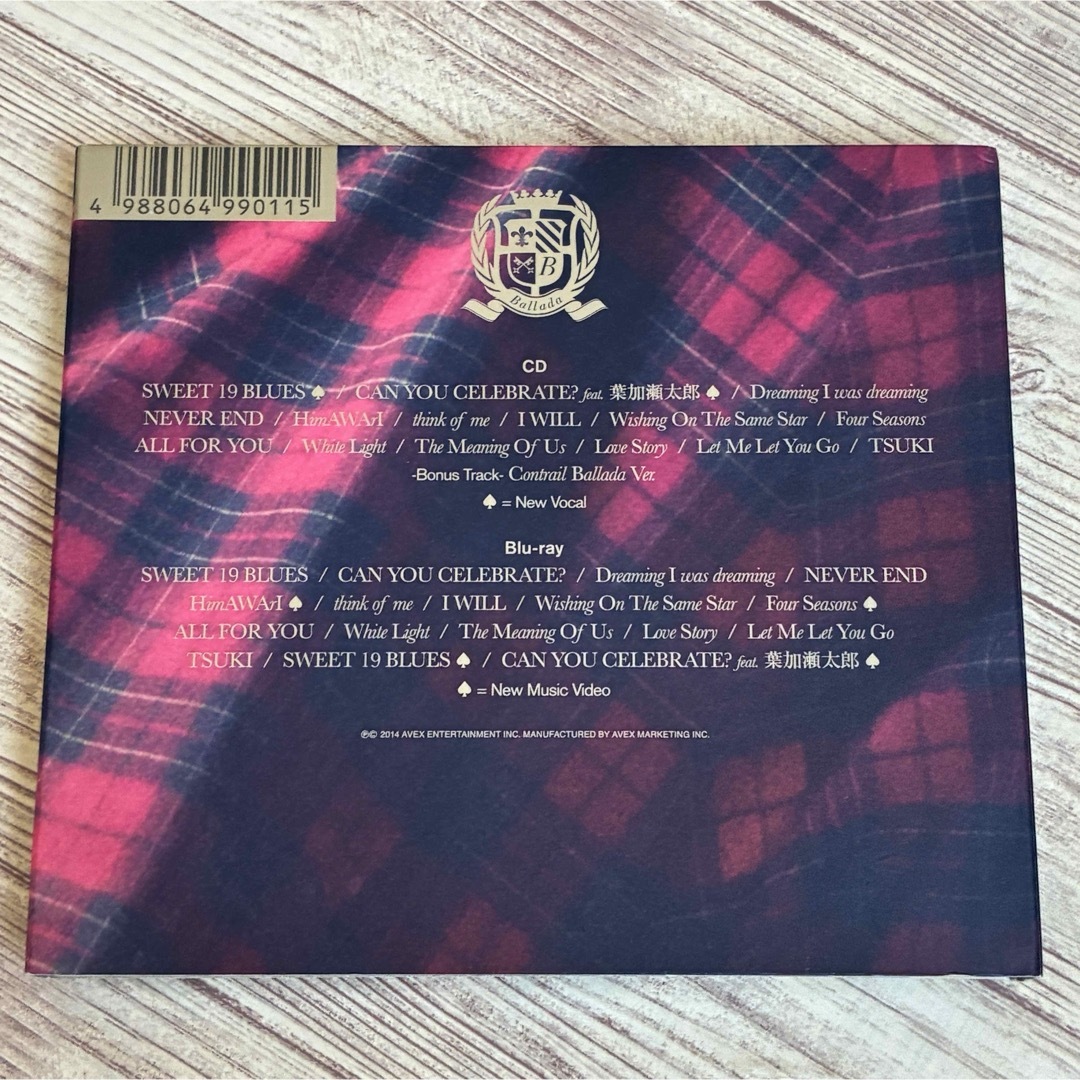 4 988064 990115
B
Ballada
CD
SWEET 19 BLUES ♠ / CAN YOU CELEBRATE? feat. 葉加瀬太郎 ♠ / Dreaming I was dreaming
NEVER END / HimAWArI / think of me / I WILL / Wishing On The Same Star / Four Seasons
ALL FOR YOU / White Light / The Meaning Of Us / Love Story / Let Me Let You Go / TSUKI
-Bonus Track- Contrail Ballada Ver.
♠ = New Vocal
Blu-ray
SWEET 19 BLUES / CAN YOU CELEBRATE? / Dreaming I was dreaming / NEVER END
HimAWArI ♠ / think of me / I WILL / Wishing On The Same Star / Four Seasons ♠
ALL FOR YOU / White Light / The Meaning Of Us / Love Story / Let Me Let You Go
TSUKI / SWEET 19 BLUES ♠ / CAN YOU CELEBRATE? feat. 葉加瀬太郎 ♠
♠ = New Music Video
℗© 2014 AVEX ENTERTAINMENT INC. MANUFACTURED BY AVEX MARKETING INC.